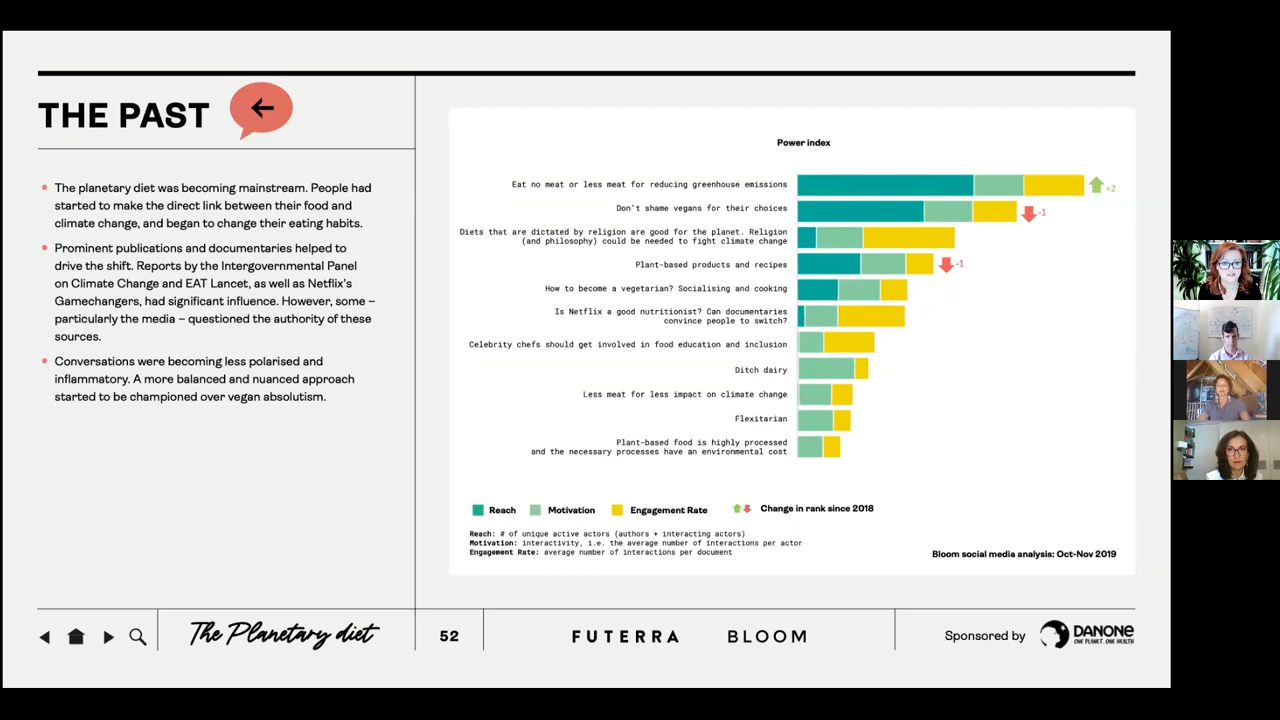 THE PAST
The planetary diet was becoming mainstream. People had
started to make the direct link between their food and
climate change, and began to change their eating habits.
Prominent publications and documentaries helped to
drive the shift. Reports by the Intergovernmental Panel
on Climate Change and EAT Lancet, as well as Netflix's
Gamechangers, had significant influence. However, some –
particularly the media – questioned the authority of these
sources.
Conversations were becoming less polarised and
inflammatory. A more balanced and nuanced approach
started to be championed over vegan absolutism.
Power index
Eat no meat or less meat for reducing greenhouse emissions
+2
Don't shame vegans for their choices
-1
Diets that are dictated by religion are good for the planet. Religion
(and philosophy) could be needed to fight climate change
Plant-based products and recipes
-1
How to become a vegetarian? Socialising and cooking
Is Netflix a good nutritionist? Can documentaries
convince people to switch?
Celebrity chefs should get involved in food education and inclusion
Ditch dairy
Less meat for less impact on climate change
Flexitarian
Plant-based food is highly processed
and the necessary processes have an environmental cost
Reach Motivation Engagement Rate Change in rank since 2018
Reach: # of unique active actors (authors + interacting actors)
Motivation: interactivity, i.e. the average number of interactions per actor
Engagement Rate: average number of interactions per document
Bloom social media analysis: Oct-Nov 2019
The Planetary diet
52
FUTERRA BLOOM
Sponsored by
DANONE
ONE PLANET. ONE HEALTH